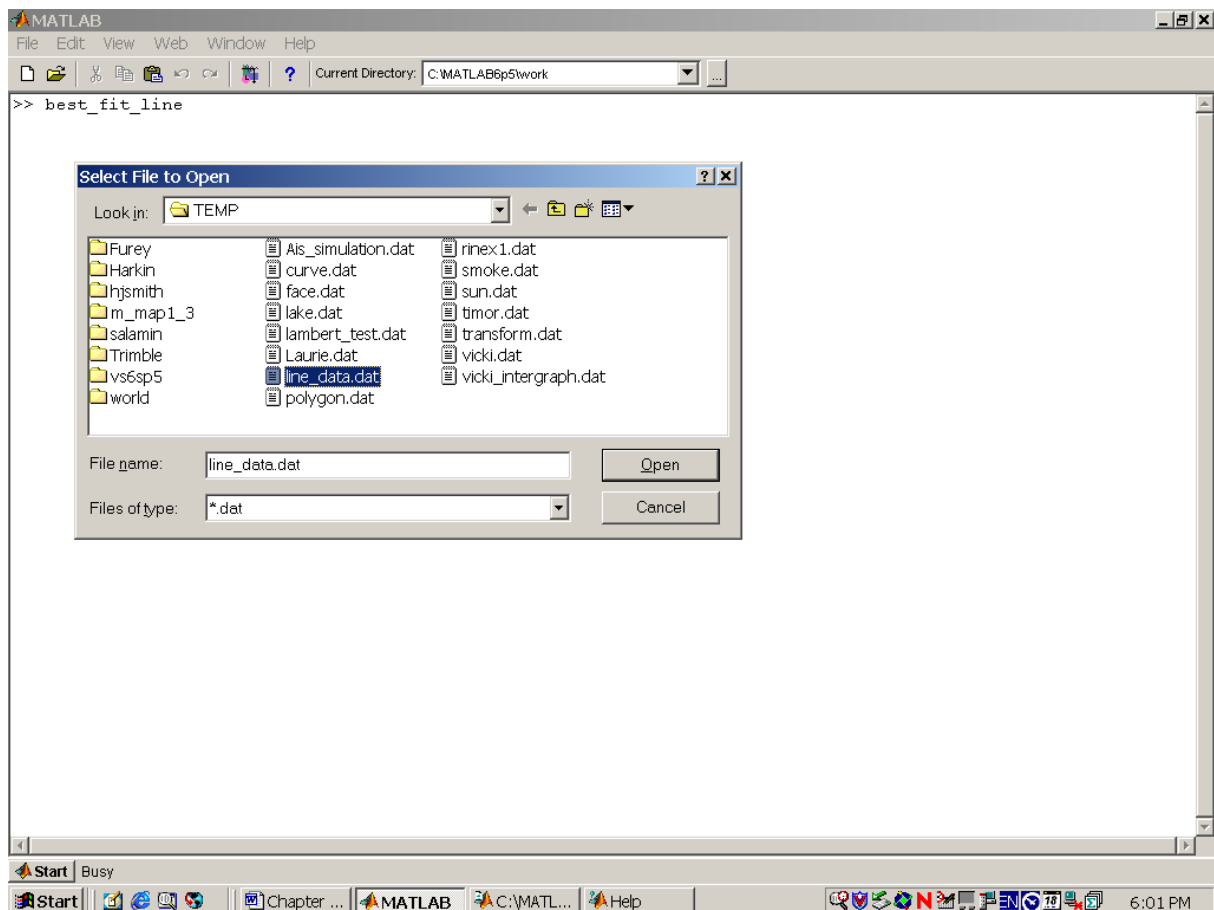 MATLAB
File Edit View Web Window Help
? Current Directory: C:\MATLAB6p5\work ...
>> best_fit_line
Select File to Open
Look in: TEMP
Furey
Harkin
hjsmith
m_map1_3
salamin
Trimble
vs6sp5
world
Ais_simulation.dat
curve.dat
face.dat
lake.dat
lambert_test.dat
Laurie.dat
line_data.dat
polygon.dat
rinex1.dat
smoke.dat
sun.dat
timor.dat
transform.dat
vicki.dat
vicki_intergraph.dat
File name: line_data.dat Open
Files of type: *.dat Cancel
Start Busy
Start Chapter ... MATLAB C:\MATL... Help N EN 18 6:01 PM